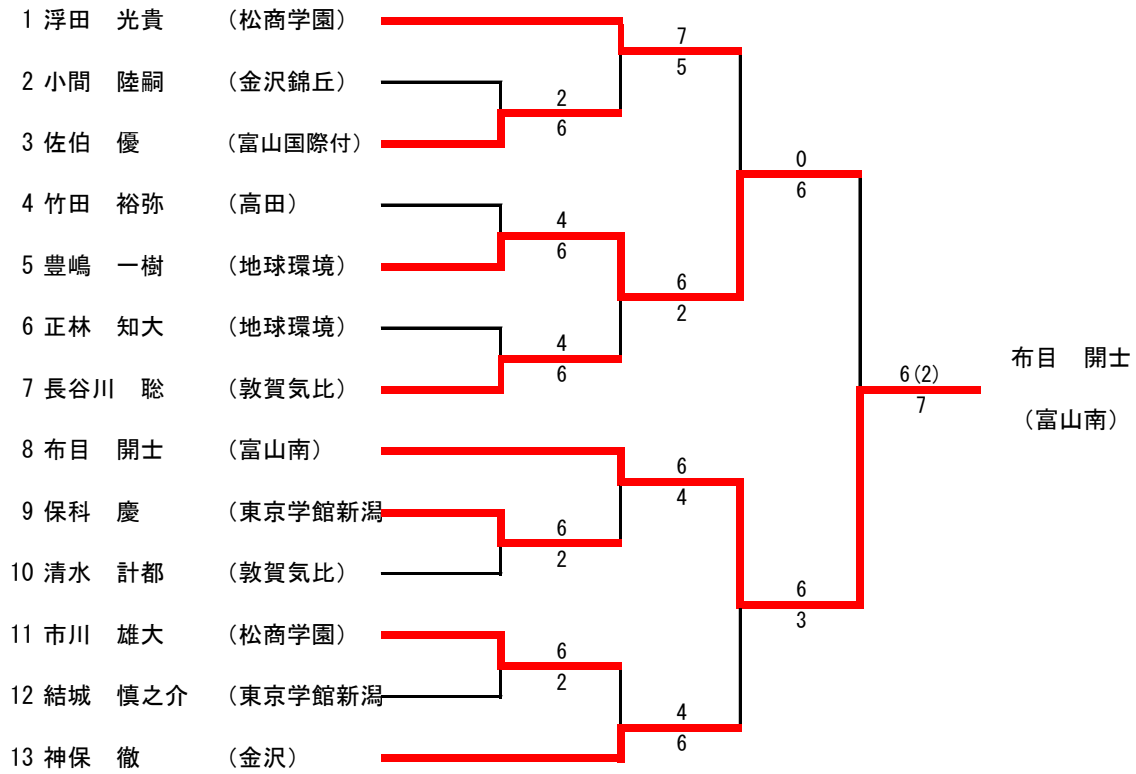 1 浮田　光貴　（松商学園）
7
5
2 小間　陸嗣　（金沢錦丘）
2
6
3 佐伯　優　（富山国際付）
0
6
4 竹田　裕弥　（高田）
4
6
5 豊嶋　一樹　（地球環境）
6
2
6 正林　知大　（地球環境）
4
6
7 長谷川　聡　（敦賀気比）
6(2)
7
布目　開士
（富山南）
8 布目　開士　（富山南）
6
4
9 保科　慶　（東京学館新潟
6
2
10 清水　計都　（敦賀気比）
6
3
11 市川　雄大　（松商学園）
6
2
12 結城　慎之介　（東京学館新潟
4
6
13 神保　徹　（金沢）